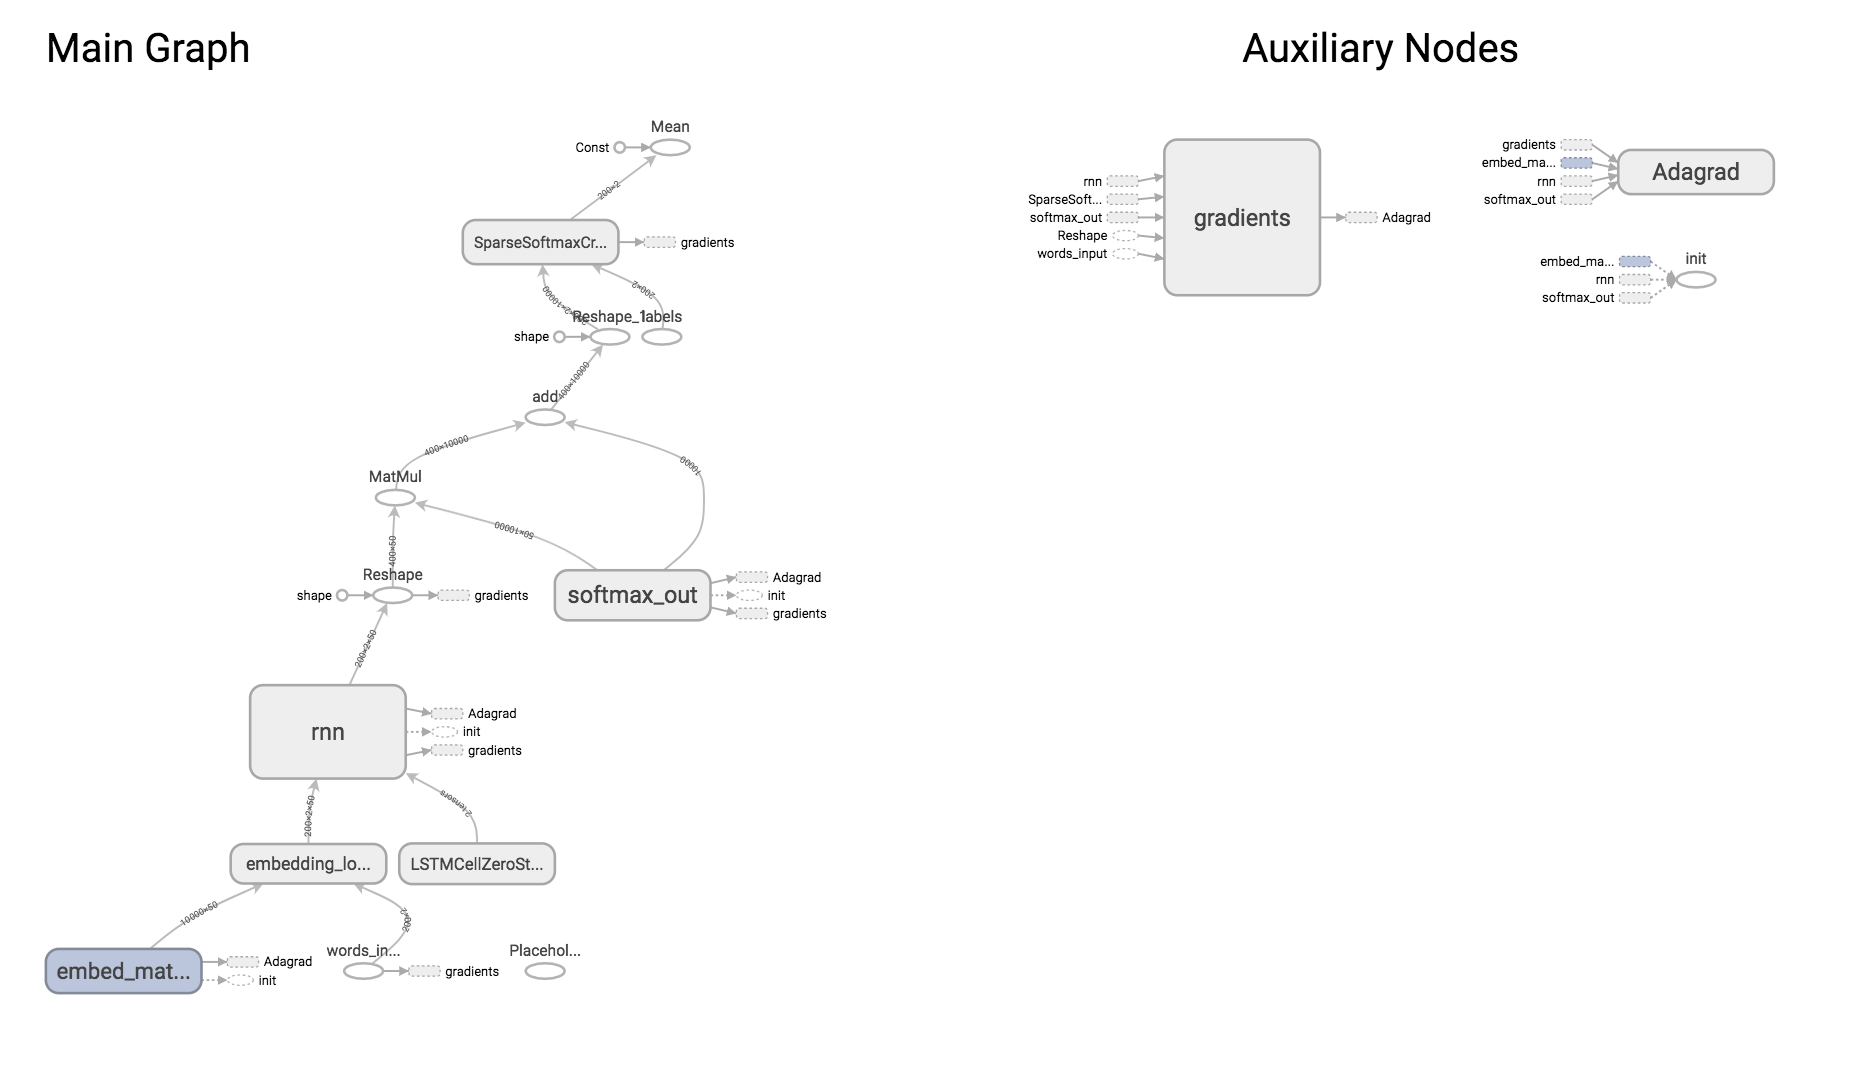 Main Graph
Auxiliary Nodes
Mean
Const
200×2
SparseSoftmaxCr...
gradients
200×2
Reshape_1
labels
shape
400×10000
add
400×10000
10000
MatMul
50×10000
400×50
Reshape
shape
gradients
softmax_out
Adagrad
init
gradients
200×2×50
rnn
Adagrad
init
gradients
200×2×50
2 tensors
embedding_lo...
LSTMCellZeroSt...
10000×50
200×2
embed_mat...
Adagrad
init
words_in...
gradients
Placehol...
rnn
SparseSoft...
softmax_out
Reshape
words_input
gradients
Adagrad
gradients
embed_ma...
rnn
softmax_out
Adagrad
embed_ma...
rnn
softmax_out
init